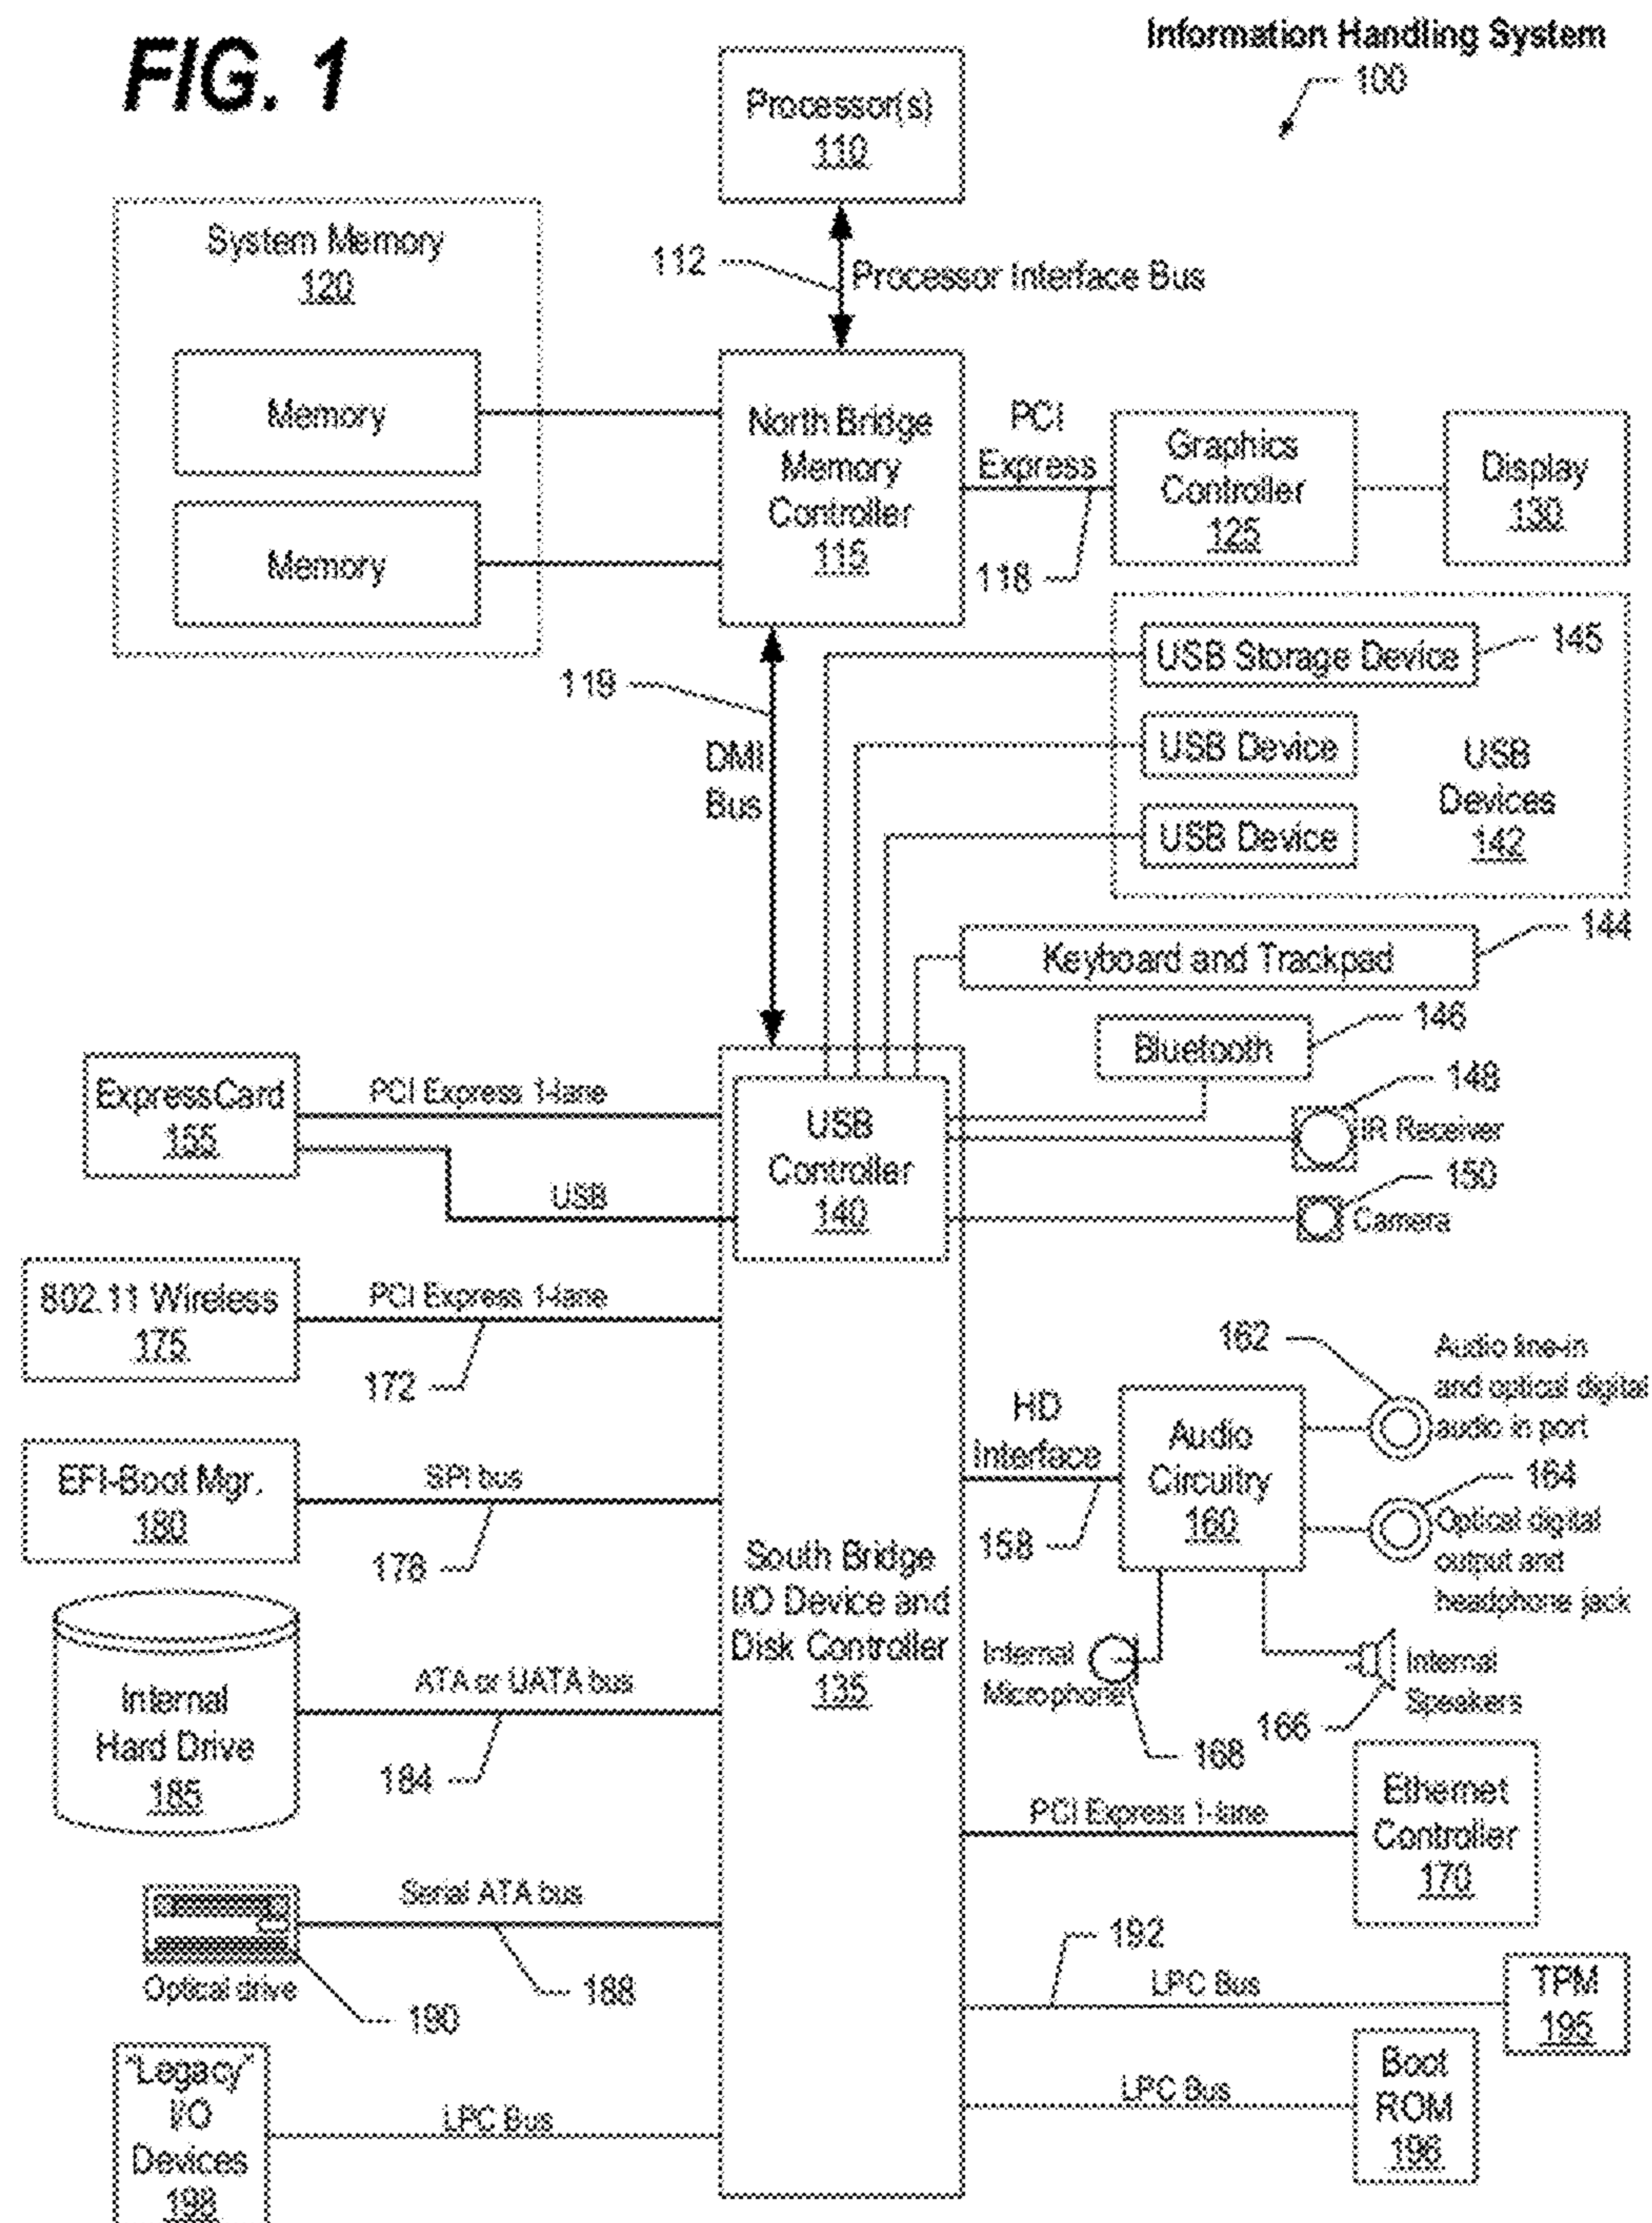 FIG. 1
Information Handling System
100
Processor(s)
110
System Memory
120
Memory
Memory
112
Processor Interface Bus
North Bridge
Memory
Controller
115
PCI
Express
118
Graphics
Controller
125
Display
130
119
DMI
Bus
USB Storage Device
145
USB Device
USB Device
USB
Devices
142
Keyboard and Trackpad
144
Bluetooth
146
148
IR Receiver
150
Camera
ExpressCard
155
PCI Express 1-lane
USB
USB
Controller
140
802.11 Wireless
175
PCI Express 1-lane
172
EFI-Boot Mgr.
180
SPI bus
178
Internal
Hard Drive
185
ATA or UATA bus
184
South Bridge
I/O Device and
Disk Controller
135
HD
Interface
158
Audio
Circuitry
160
162
Audio line-in
and optical digital
audio in port
164
Optical digital
output and
headphone jack
Internal
Microphone
168
166
Internal
Speakers
PCI Express 1-lane
Ethernet
Controller
170
Serial ATA bus
188
Optical drive
190
192
LPC Bus
TPM
195
LPC Bus
Boot
ROM
196
"Legacy"
I/O
Devices
198
LPC Bus